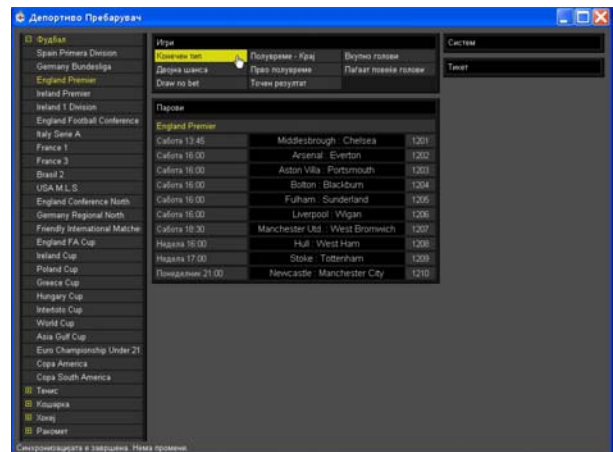 Депортиво Пребарувач
Фудбал
Spain Primera Division
Germany Bundesliga
England Premier
Ireland Premier
Ireland 1 Division
England Football Conference
Italy Serie A
France 1
France 3
Brasil 2
USA M.L.S.
England Conference North
Germany Regional North
Friendly International Matche
England FA Cup
Ireland Cup
Poland Cup
Greece Cup
Hungary Cup
Intertoto Cup
World Cup
Asia Gulf Cup
Euro Championship Under 21
Copa America
Copa South America
Тенис
Кошарка
Хокеј
Ракомет
Игри
Конечен тип Полувреме - Крај Вкупно голови
Двојна шанса Прво полувреме Паѓаат повеќе голови
Draw no bet Точен резултат
Парови
England Premier
Сабота 13:45 Middlesbrough : Chelsea 1201
Сабота 16:00 Arsenal : Everton 1202
Сабота 16:00 Aston Villa : Portsmouth 1203
Сабота 16:00 Bolton : Blackburn 1204
Сабота 16:00 Fulham : Sunderland 1205
Сабота 16:00 Liverpool : Wigan 1206
Сабота 18:30 Manchester Utd. : West Bromwich 1207
Недела 16:00 Hull : West Ham 1208
Недела 17:00 Stoke : Tottenham 1209
Понеделник 21:00 Newcastle : Manchester City 1210
Систем
Тикет
Синхронизацијата е завршена. Нема промени.